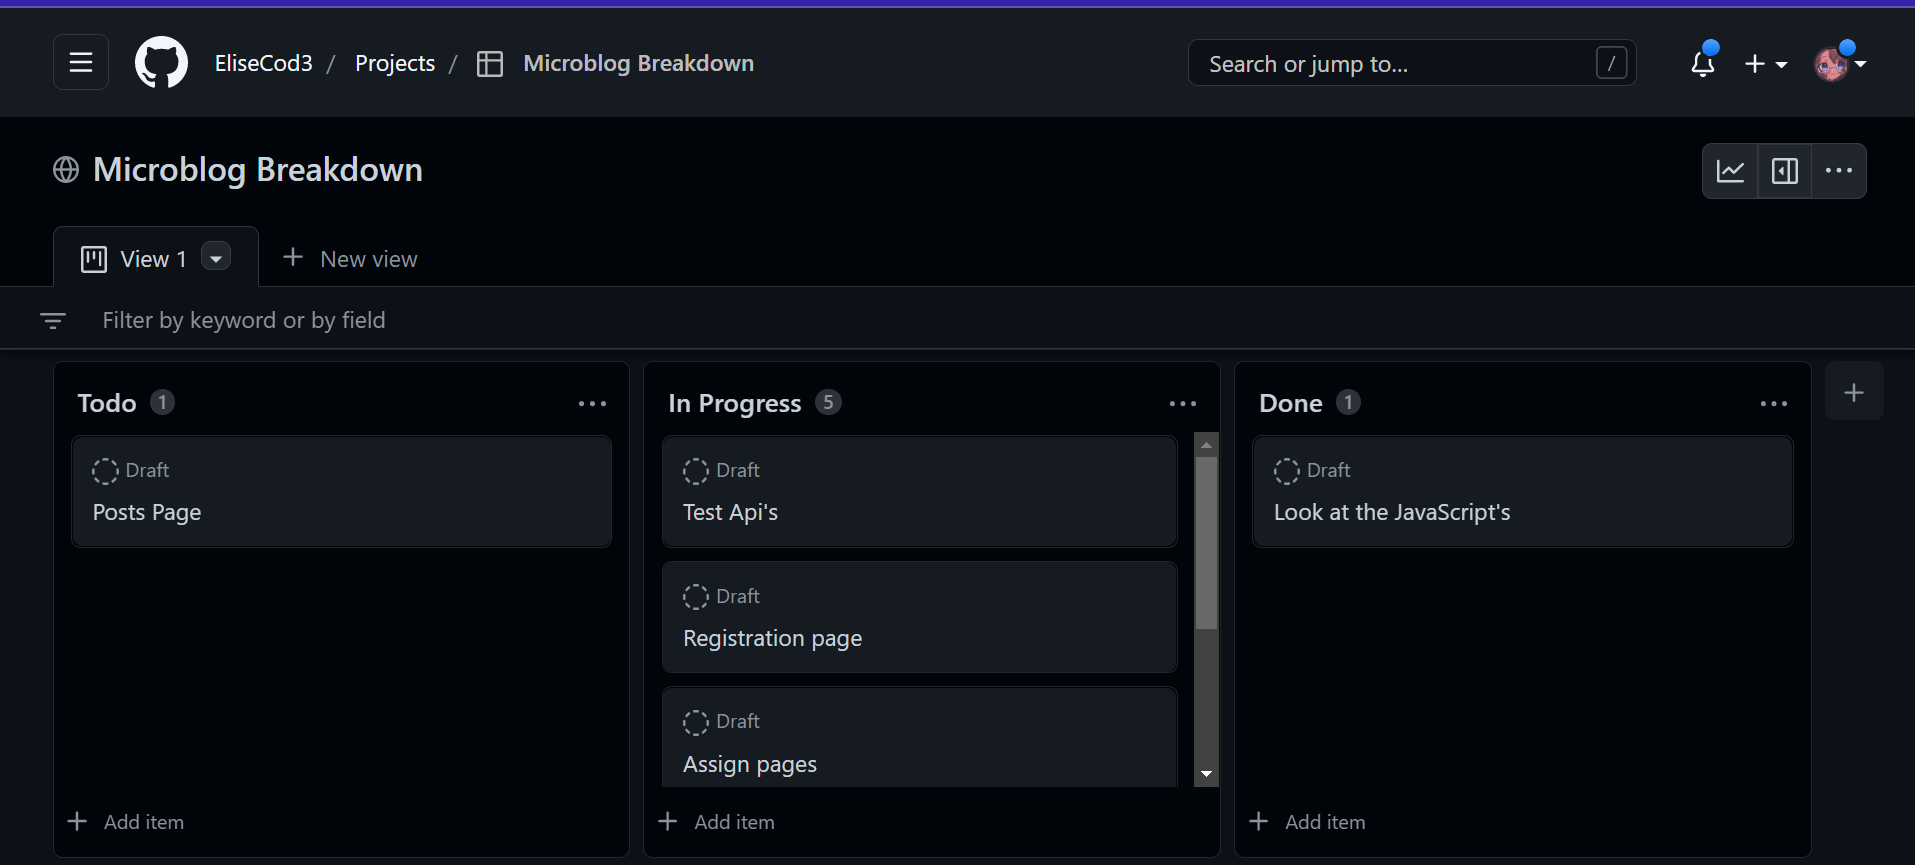 EliseCod3 / Projects / Microblog Breakdown
Search or jump to... /
Microblog Breakdown
View 1
New view
Filter by keyword or by field
Todo 1
Draft
Posts Page
Add item
In Progress 5
Draft
Test Api's
Draft
Registration page
Draft
Assign pages
Add item
Done 1
Draft
Look at the JavaScript's
Add item